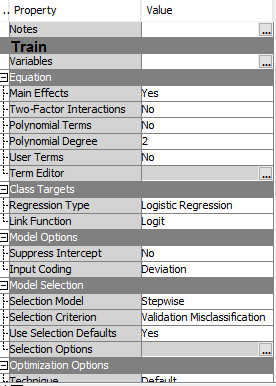 .. Property Value
Notes ...
Train
Variables ...
Equation
Main Effects Yes
Two-Factor Interactions No
Polynomial Terms No
Polynomial Degree 2
User Terms No
Term Editor ...
Class Targets
Regression Type Logistic Regression
Link Function Logit
Model Options
Suppress Intercept No
Input Coding Deviation
Model Selection
Selection Model Stepwise
Selection Criterion Validation Misclassification
Use Selection Defaults Yes
Selection Options ...
Optimization Options
Technique Default